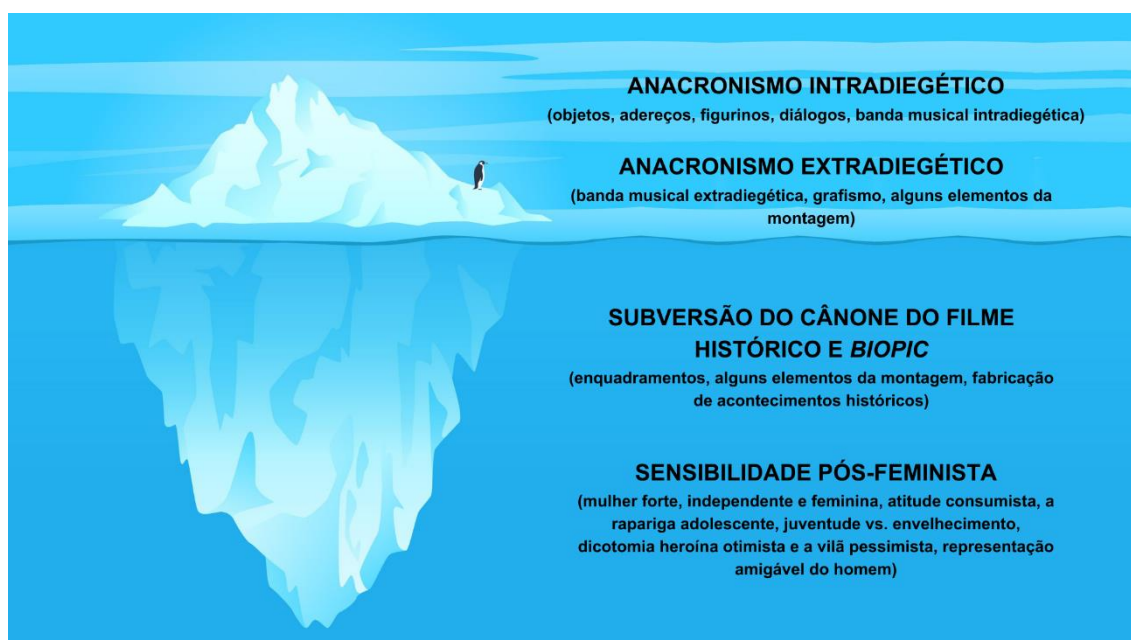 ANACRONISMO INTRADIEGÉTICO
(objetos, adereços, figurinos, diálogos, banda musical intradiegética)
ANACRONISMO EXTRADIEGÉTICO
(banda musical extradiegética, grafismo, alguns elementos da
montagem)
SUBVERSÃO DO CÂNONE DO FILME
HISTÓRICO E BIOPIC
(enquadramentos, alguns elementos da montagem, fabricação
de acontecimentos históricos)
SENSIBILIDADE PÓS-FEMINISTA
(mulher forte, independente e feminina, atitude consumista, a
rapariga adolescente, juventude vs. envelhecimento,
dicotomia heroína otimista e a vilã pessimista, representação
amigável do homem)